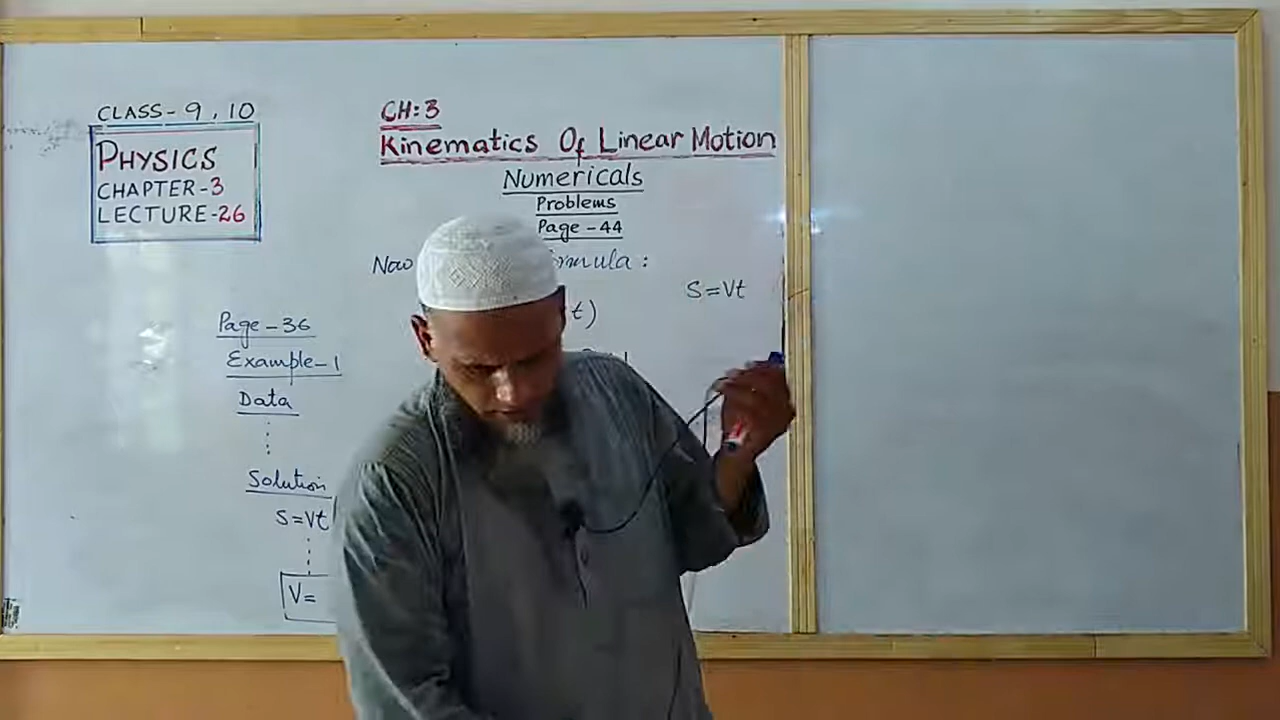 CLASS-9, 10
PHYSICS
CHAPTER-3
LECTURE-26
CH:3
Kinematics Of Linear Motion
Numericals
Problems
Page-44
Now
S=Vt
t)
Page-36
Example-1
Data
Solution
S=Vt
V=